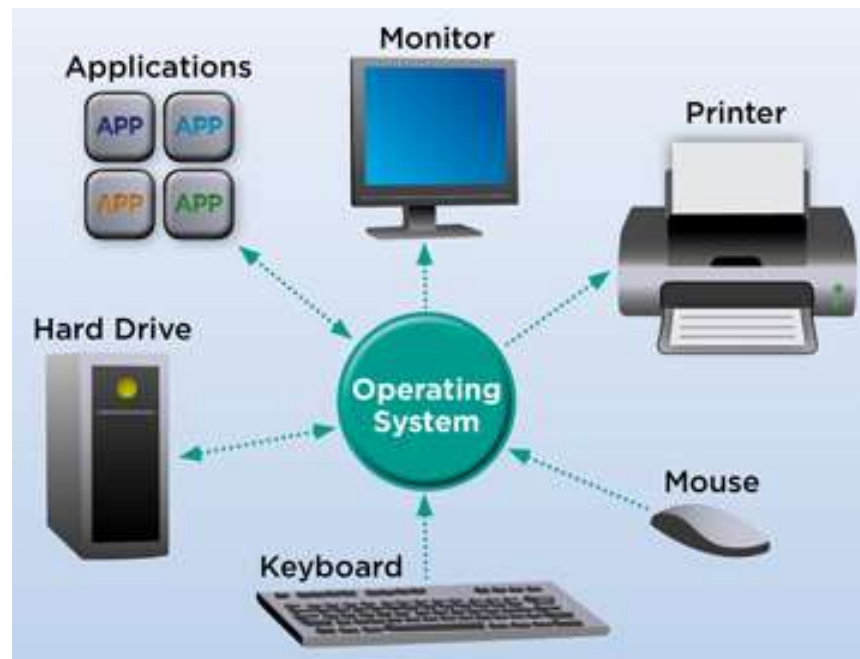 Monitor
Applications
APP APP
APP APP
Printer
Hard Drive
Operating
System
Mouse
Keyboard